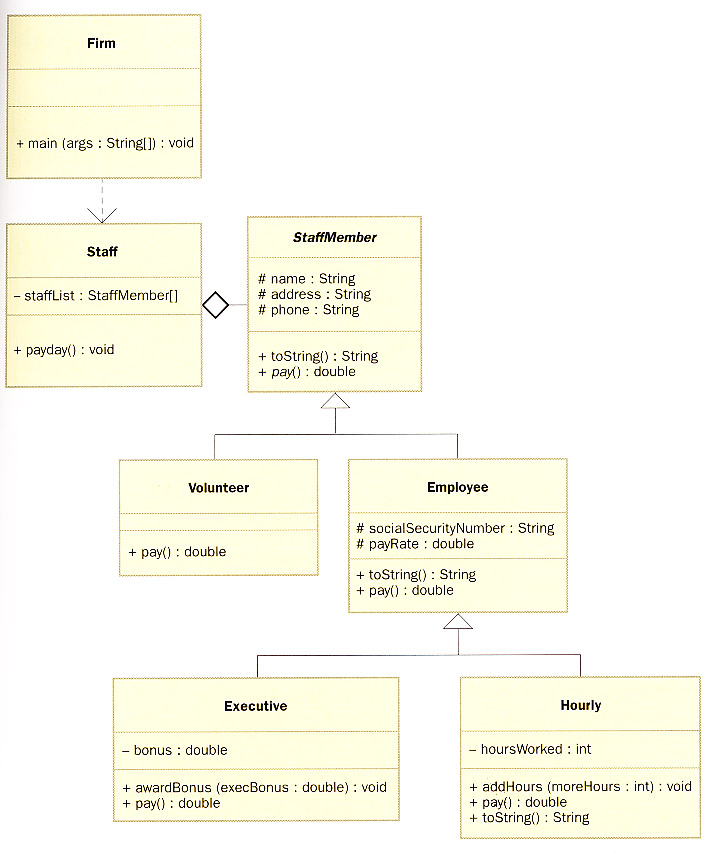 Firm
+ main (args : String[]) : void
Staff
– staffList : StaffMember[]
+ payday() : void
StaffMember
# name : String
# address : String
# phone : String
+ toString() : String
+ pay() : double
Volunteer
+ pay() : double
Employee
# socialSecurityNumber : String
# payRate : double
+ toString() : String
+ pay() : double
Executive
– bonus : double
+ awardBonus (execBonus : double) : void
+ pay() : double
Hourly
– hoursWorked : int
+ addHours (moreHours : int) : void
+ pay() : double
+ toString() : String